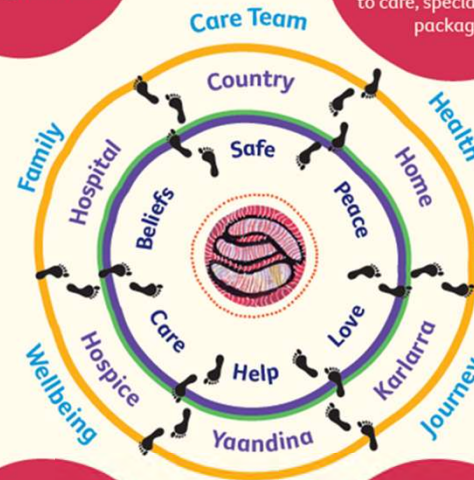 to care, specia
packag
Care Team
Country
Family
Health
Hospital
Safe
Home
Beliefs
Peace
Care
Love
Hospice
Help
Karlarra
Wellbeing
Yaandina
Journey